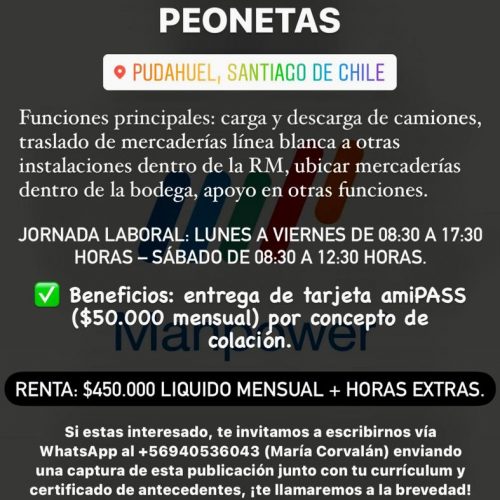 PEONETAS
PUDAHUEL, SANTIAGO DE CHILE
Funciones principales: carga y descarga de camiones,
traslado de mercaderías línea blanca a otras
instalaciones dentro de la RM, ubicar mercaderías
dentro de la bodega, apoyo en otras funciones.
JORNADA LABORAL: LUNES A VIERNES DE 08:30 A 17:30
HORAS – SÁBADO DE 08:30 A 12:30 HORAS.
✅ Beneficios: entrega de tarjeta amiPASS
($50.000 mensual) por concepto de
colación.
Manpower
RENTA: $450.000 LIQUIDO MENSUAL + HORAS EXTRAS.
Si estas interesado, te invitamos a escribirnos vía
WhatsApp al +56940536043 (María Corvalán) enviando
una captura de esta publicación junto con tu currículum y
certificado de antecedentes, ¡te llamaremos a la brevedad!